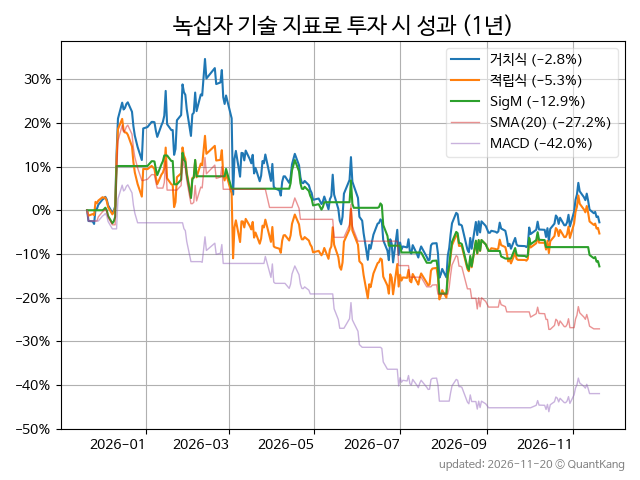 녹십자 기술 지표로 투자 시 성과 (1년)
거치식 (−2.8%)
적립식 (−5.3%)
SigM (−12.9%)
SMA(20) (−27.2%)
MACD (−42.0%)
30%
20%
10%
0%
−10%
−20%
−30%
−40%
−50%
2026-01
2026-03
2026-05
2026-07
2026-09
2026-11
updated: 2026-11-20 © QuantKang